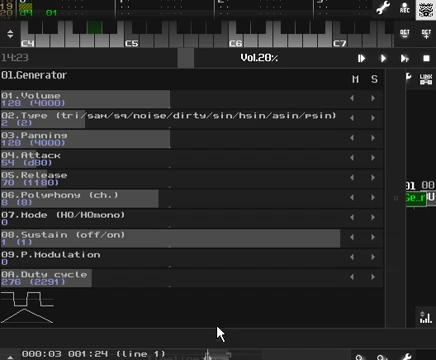 C4 C5 C6 C7
14:23 Vol.20%
01.Generator M S
01.Volume
128 (4000)
02.Type (tri/saw/sq/noise/dirty/sin/hsin/asin/psin)
2 (2)
03.Panning
128 (4000)
04.Attack
54 (d80)
05.Release
70 (1180)
06.Polyphony (ch.)
8 (8)
07.Mode (HQ/HQmono)
0
08.Sustain (off/on)
1 (1)
09.P.Modulation
0
0A.Duty cycle
276 (2291)
000:03 001:24 (line 1)